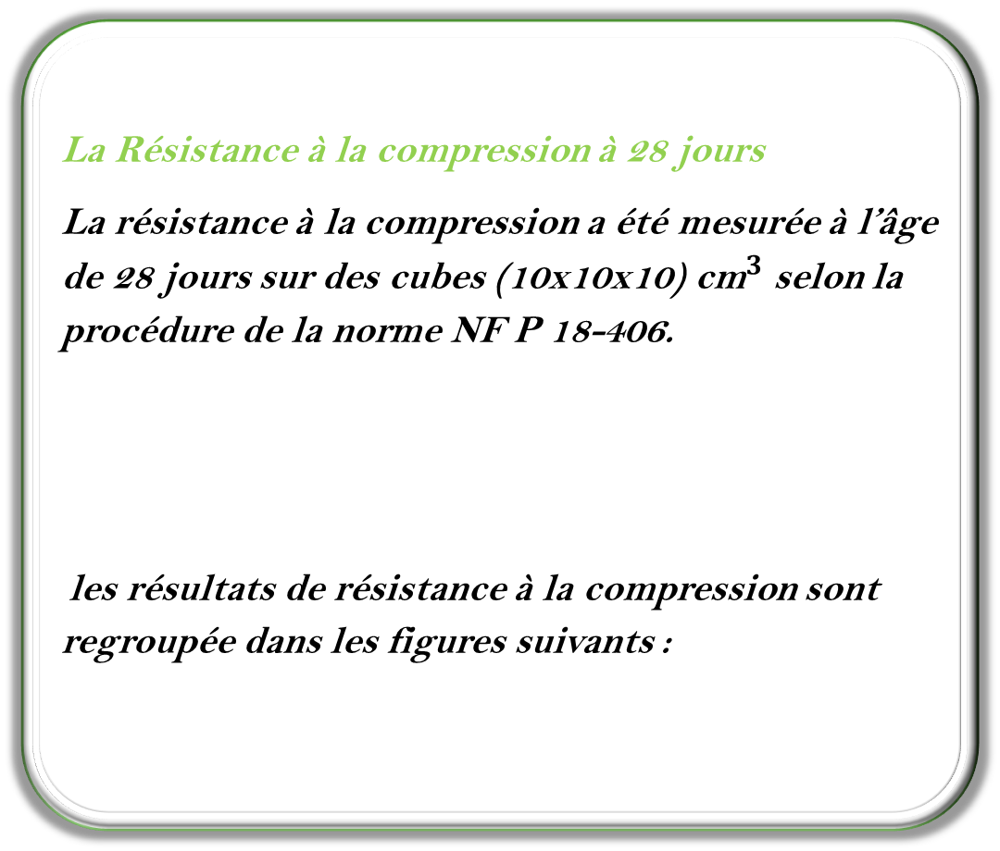 La Résistance à la compression à 28 jours
La résistance à la compression a été mesurée à l’âge
de 28 jours sur des cubes (10x10x10) cm³ selon la
procédure de la norme NF P 18-406.
les résultats de résistance à la compression sont
regroupée dans les figures suivants :